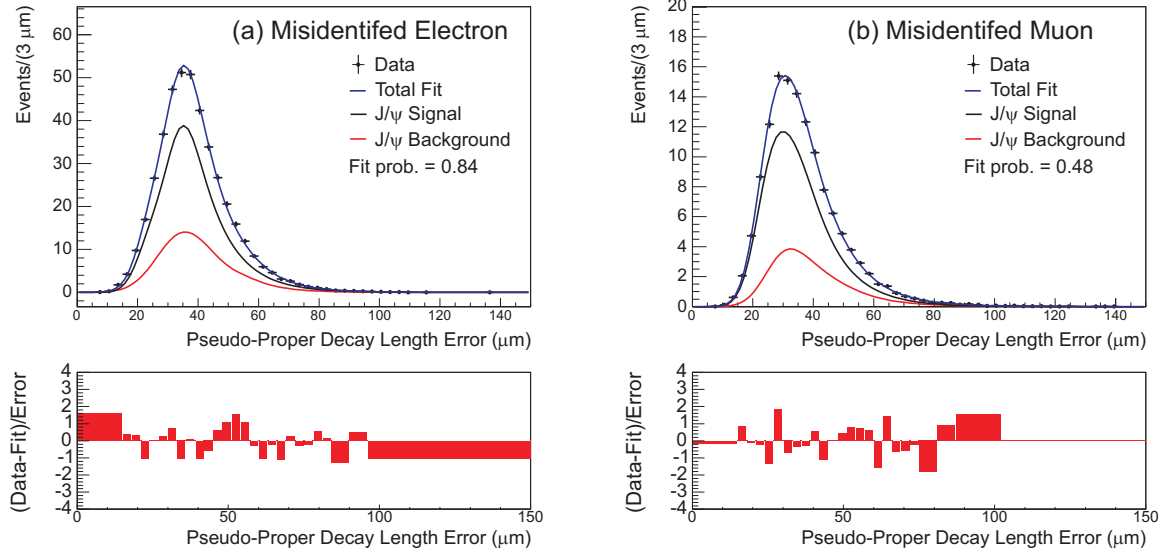 (a) Misidentifed Electron
Events/(3 μm)
60
50
40
30
20
10
0
Data
Total Fit
J/ψ Signal
J/ψ Background
Fit prob. = 0.84
0 20 40 60 80 100 120 140
Pseudo-Proper Decay Length Error (μm)
(b) Misidentifed Muon
Events/(3 μm)
20
18
16
14
12
10
8
6
4
2
0
Data
Total Fit
J/ψ Signal
J/ψ Background
Fit prob. = 0.48
0 20 40 60 80 100 120 140
Pseudo-Proper Decay Length Error (μm)
(Data-Fit)/Error
4
3
2
1
0
-1
-2
-3
-4
0 50 100 150
Pseudo-Proper Decay Length Error (μm)
(Data-Fit)/Error
4
3
2
1
0
-1
-2
-3
-4
0 50 100 150
Pseudo-Proper Decay Length Error (μm)